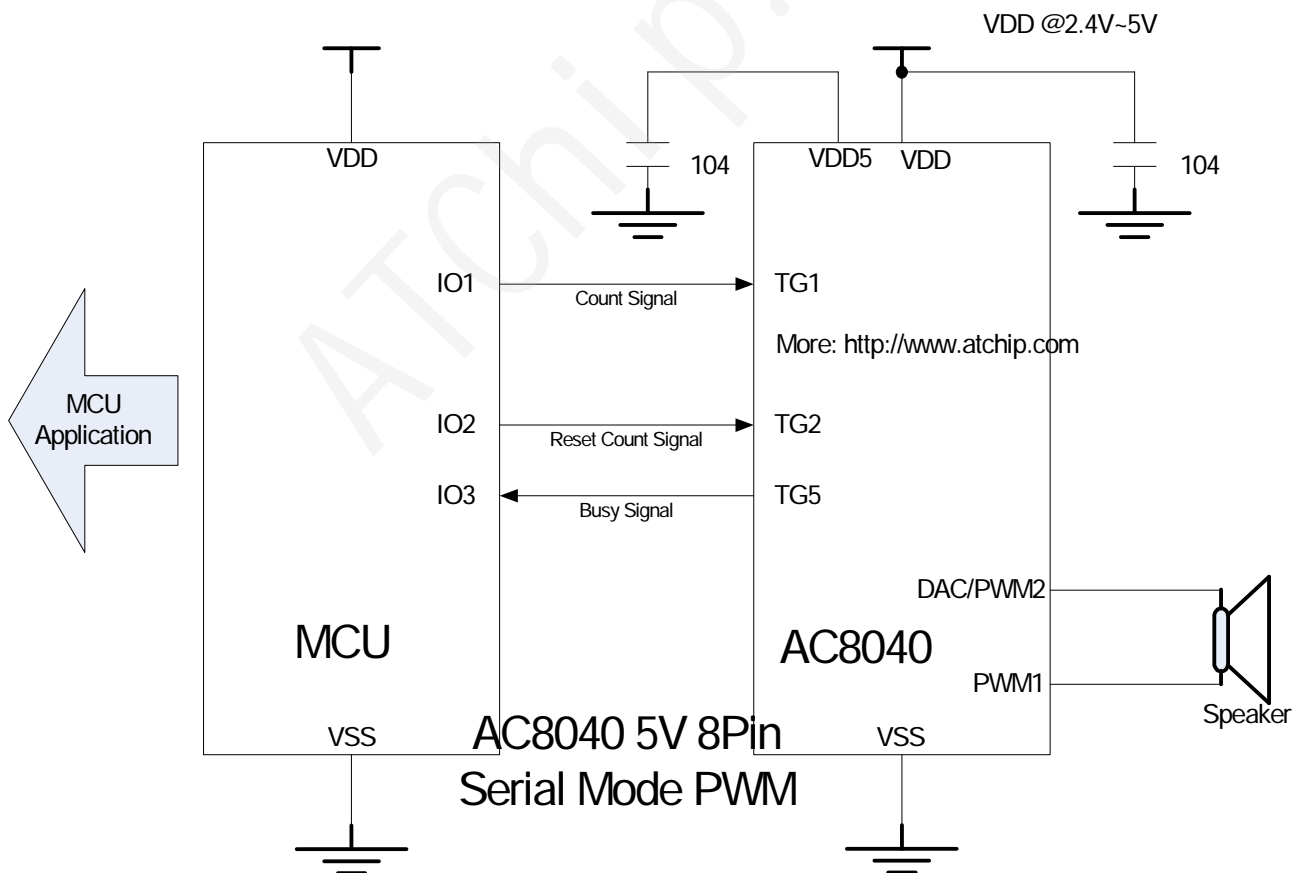 VDD @2.4V~5V
VDD
104
VDD5 VDD
104
IO1
Count Signal
TG1
More: http://www.atchip.com
MCU
Application
IO2
Reset Count Signal
TG2
IO3
Busy Signal
TG5
DAC/PWM2
MCU
AC8040
PWM1
Speaker
VSS
AC8040 5V 8Pin
VSS
Serial Mode PWM
ATChip.